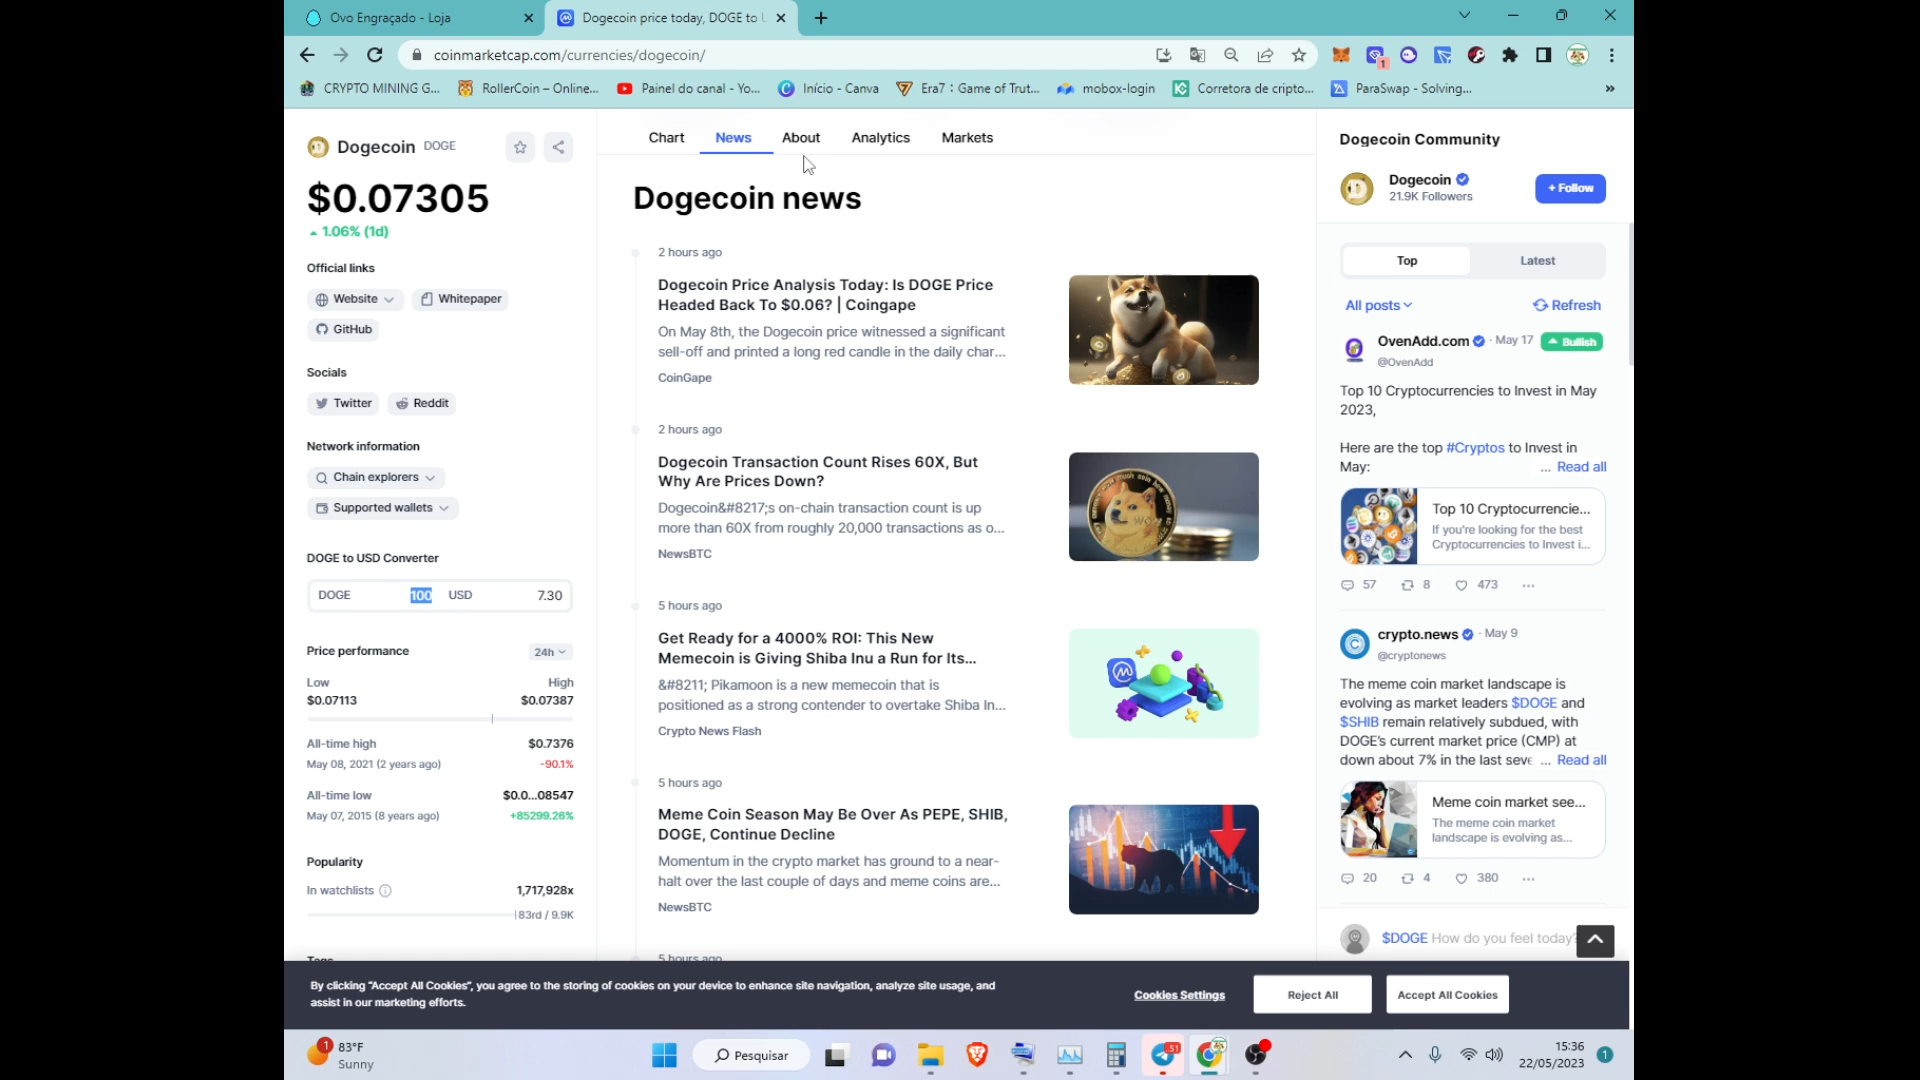 Ovo Engraçado - Loja
Dogecoin price today, DOGE to U
coinmarketcap.com/currencies/dogecoin/
1
CRYPTO MINING G...
RollerCoin – Online...
Painel do canal - Yo...
Início - Canva
Era7 : Game of Trut...
mobox-login
Corretora de cripto...
ParaSwap - Solving...
»
Dogecoin DOGE
$0.07305
1.06% (1d)
Official links
Website
Whitepaper
GitHub
Socials
Twitter
Reddit
Network information
Chain explorers
Supported wallets
DOGE to USD Converter
DOGE 100 USD 7.30
Price performance 24h
Low High
$0.07113 $0.07387
All-time high $0.7376
May 08, 2021 (2 years ago) -90.1%
All-time low $0.0...08547
May 07, 2015 (8 years ago) +85299.26%
Popularity
In watchlists 1,717,928x
83rd / 9.9K
Tags
Chart News About Analytics Markets
Dogecoin news
2 hours ago
Dogecoin Price Analysis Today: Is DOGE Price
Headed Back To $0.06? | Coingape
On May 8th, the Dogecoin price witnessed a significant
sell-off and printed a long red candle in the daily char...
CoinGape
2 hours ago
Dogecoin Transaction Count Rises 60X, But
Why Are Prices Down?
Dogecoin&#8217;s on-chain transaction count is up
more than 60X from roughly 20,000 transactions as o...
NewsBTC
5 hours ago
Get Ready for a 4000% ROI: This New
Memecoin is Giving Shiba Inu a Run for Its...
&#8211; Pikamoon is a new memecoin that is
positioned as a strong contender to overtake Shiba In...
Crypto News Flash
5 hours ago
Meme Coin Season May Be Over As PEPE, SHIB,
DOGE, Continue Decline
Momentum in the crypto market has ground to a near-
halt over the last couple of days and meme coins are...
NewsBTC
5 hours ago
Dogecoin Community
Dogecoin
21.9K Followers
+ Follow
Top Latest
All posts Refresh
OvenAdd.com · May 17 Bullish
@OvenAdd
Top 10 Cryptocurrencies to Invest in May
2023,
Here are the top #Cryptos to Invest in
May: ... Read all
Top 10 Cryptocurrencie...
If you're looking for the best
Cryptocurrencies to Invest i...
57 8 473 ...
crypto.news · May 9
@cryptonews
The meme coin market landscape is
evolving as market leaders $DOGE and
$SHIB remain relatively subdued, with
DOGE's current market price (CMP) at
down about 7% in the last seve ... Read all
Meme coin market see...
The meme coin market
landscape is evolving as...
20 4 380 ...
$DOGE How do you feel today?
By clicking "Accept All Cookies", you agree to the storing of cookies on your device to enhance site navigation, analyze site usage, and
assist in our marketing efforts.
Cookies Settings
Reject All
Accept All Cookies
1
83°F
Sunny
Pesquisar
51
15:36
22/05/2023
1